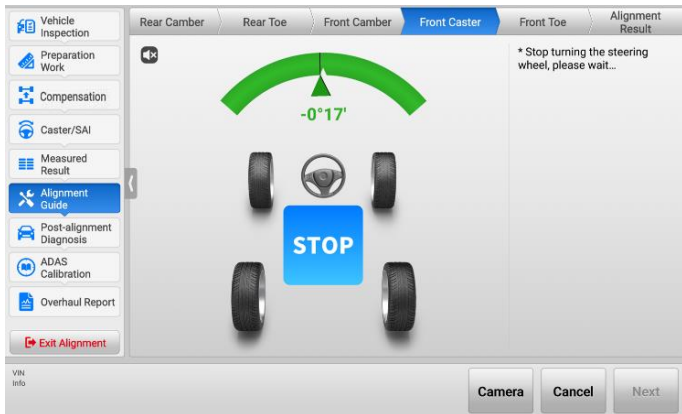 Vehicle
Inspection
Preparation
Work
Compensation
Caster/SAI
Measured
Result
Alignment
Guide
Post-alignment
Diagnosis
ADAS
Calibration
Overhaul Report
Exit Alignment
Rear Camber
Rear Toe
Front Camber
Front Caster
Front Toe
Alignment
Result
-0°17'
STOP
* Stop turning the steering
wheel, please wait...
VIN
Info
Camera
Cancel
Next